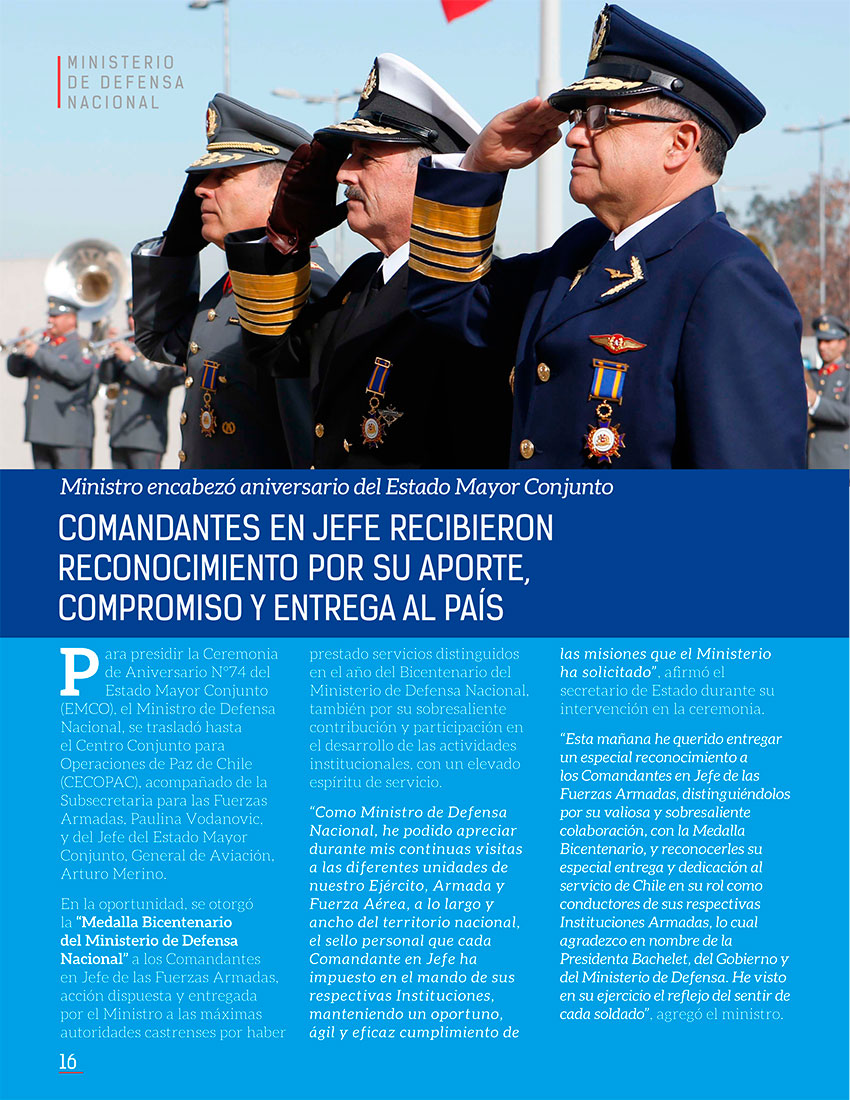 MINISTERIO
DE DEFENSA
NACIONAL
Ministro encabezó aniversario del Estado Mayor Conjunto
COMANDANTES EN JEFE RECIBIERON
RECONOCIMIENTO POR SU APORTE,
COMPROMISO Y ENTREGA AL PAÍS
Para presidir la Ceremonia
de Aniversario N°74 del
Estado Mayor Conjunto
(EMCO), el Ministro de Defensa
Nacional, se trasladó hasta
el Centro Conjunto para
Operaciones de Paz de Chile
(CECOPAC), acompañado de la
Subsecretaria para las Fuerzas
Armadas, Paulina Vodanovic,
y del Jefe del Estado Mayor
Conjunto, General de Aviación,
Arturo Merino.
En la oportunidad, se otorgó
la “Medalla Bicentenario
del Ministerio de Defensa
Nacional” a los Comandantes
en Jefe de las Fuerzas Armadas,
acción dispuesta y entregada
por el Ministro a las máximas
autoridades castrenses por haber
prestado servicios distinguidos
en el año del Bicentenario del
Ministerio de Defensa Nacional,
también por su sobresaliente
contribución y participación en
el desarrollo de las actividades
institucionales, con un elevado
espíritu de servicio.
“Como Ministro de Defensa
Nacional, he podido apreciar
durante mis continuas visitas
a las diferentes unidades de
nuestro Ejército, Armada y
Fuerza Aérea, a lo largo y
ancho del territorio nacional,
el sello personal que cada
Comandante en Jefe ha
impuesto en el mando de sus
respectivas Instituciones,
manteniendo un oportuno,
ágil y eficaz cumplimiento de
las misiones que el Ministerio
ha solicitado”, afirmó el
secretario de Estado durante su
intervención en la ceremonia.
“Esta mañana he querido entregar
un especial reconocimiento a
los Comandantes en Jefe de las
Fuerzas Armadas, distinguiéndolos
por su valiosa y sobresaliente
colaboración, con la Medalla
Bicentenario, y reconocerles su
especial entrega y dedicación al
servicio de Chile en su rol como
conductores de sus respectivas
Instituciones Armadas, lo cual
agradezco en nombre de la
Presidenta Bachelet, del Gobierno y
del Ministerio de Defensa. He visto
en su ejercicio el reflejo del sentir de
cada soldado”, agregó el ministro.
16